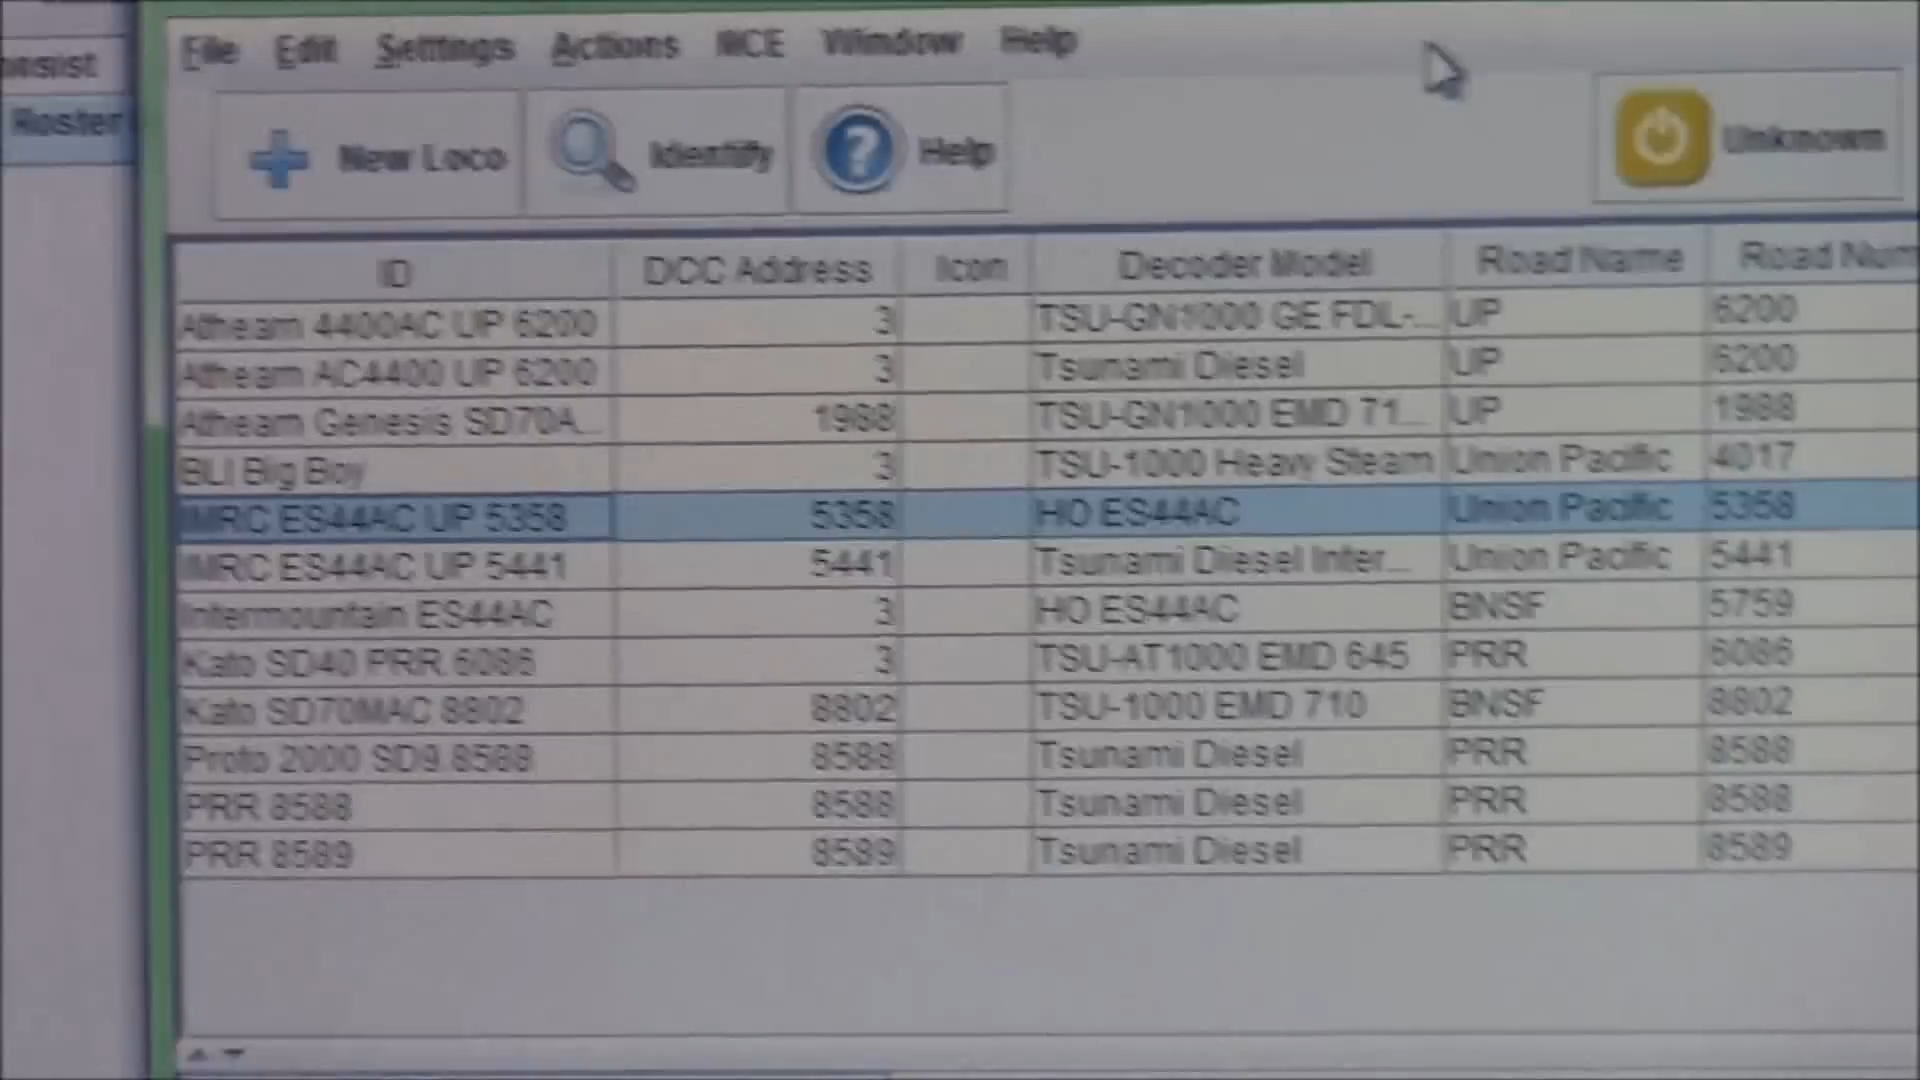 File Edit Settings Actions NCE Window Help
Roster
New Loco Identify Help Unknown
ID DCC Address Icon Decoder Model Road Name Road Num
Athearn 4400AC UP 6200 3 TSU-GN1000 GE FDL-... UP 6200
Athearn AC4400 UP 6200 3 Tsunami Diesel UP 6200
Athearn Genesis SD70A... 1988 TSU-GN1000 EMD 71... UP 1988
BLI Big Boy 3 TSU-1000 Heavy Steam Union Pacific 4017
IMRC ES44AC UP 5358 5358 HO ES44AC Union Pacific 5358
IMRC ES44AC UP 5441 5441 Tsunami Diesel Inter... Union Pacific 5441
Intermountain ES44AC 3 HO ES44AC BNSF 5759
Kato SD40 PRR 6086 3 TSU-AT1000 EMD 645 PRR 6086
Kato SD70MAC 8802 8802 TSU-1000 EMD 710 BNSF 8802
Proto 2000 SD9 8588 8588 Tsunami Diesel PRR 8588
PRR 8588 8588 Tsunami Diesel PRR 8588
PRR 8589 8589 Tsunami Diesel PRR 8589